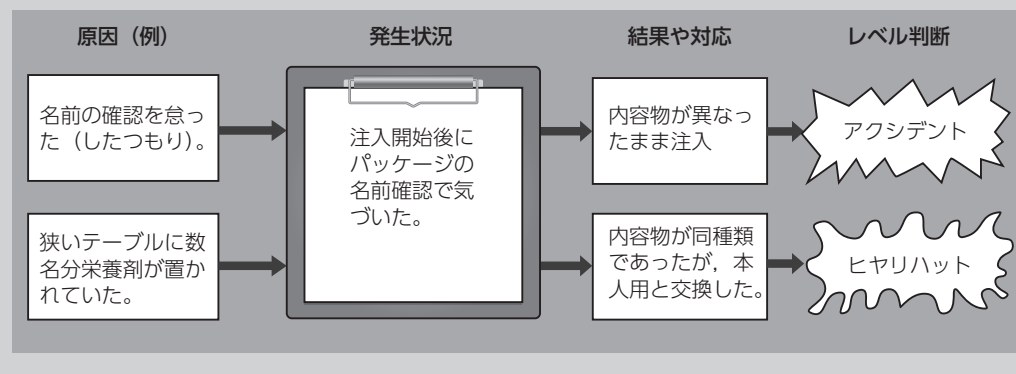 原因（例）
発生状況
結果や対応
レベル判断
名前の確認を怠っ
た（したつもり）。
狭いテーブルに数
名分栄養剤が置か
れていた。
注入開始後に
パッケージの
名前確認で気
づいた。
内容物が異なっ
たまま注入
内容物が同種類
であったが，本
人用と交換した。
アクシデント
ヒヤリハット